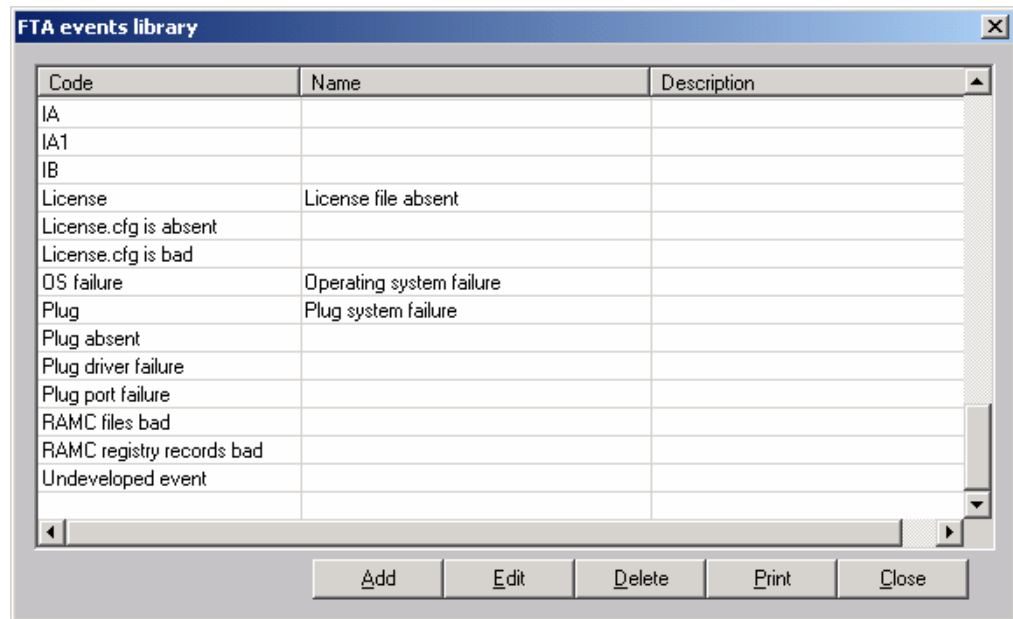 FTA events library
Code Name Description
IA
IA1
IB
License License file absent
License.cfg is absent
License.cfg is bad
OS failure Operating system failure
Plug Plug system failure
Plug absent
Plug driver failure
Plug port failure
RAMC files bad
RAMC registry records bad
Undeveloped event
Add Edit Delete Print Close